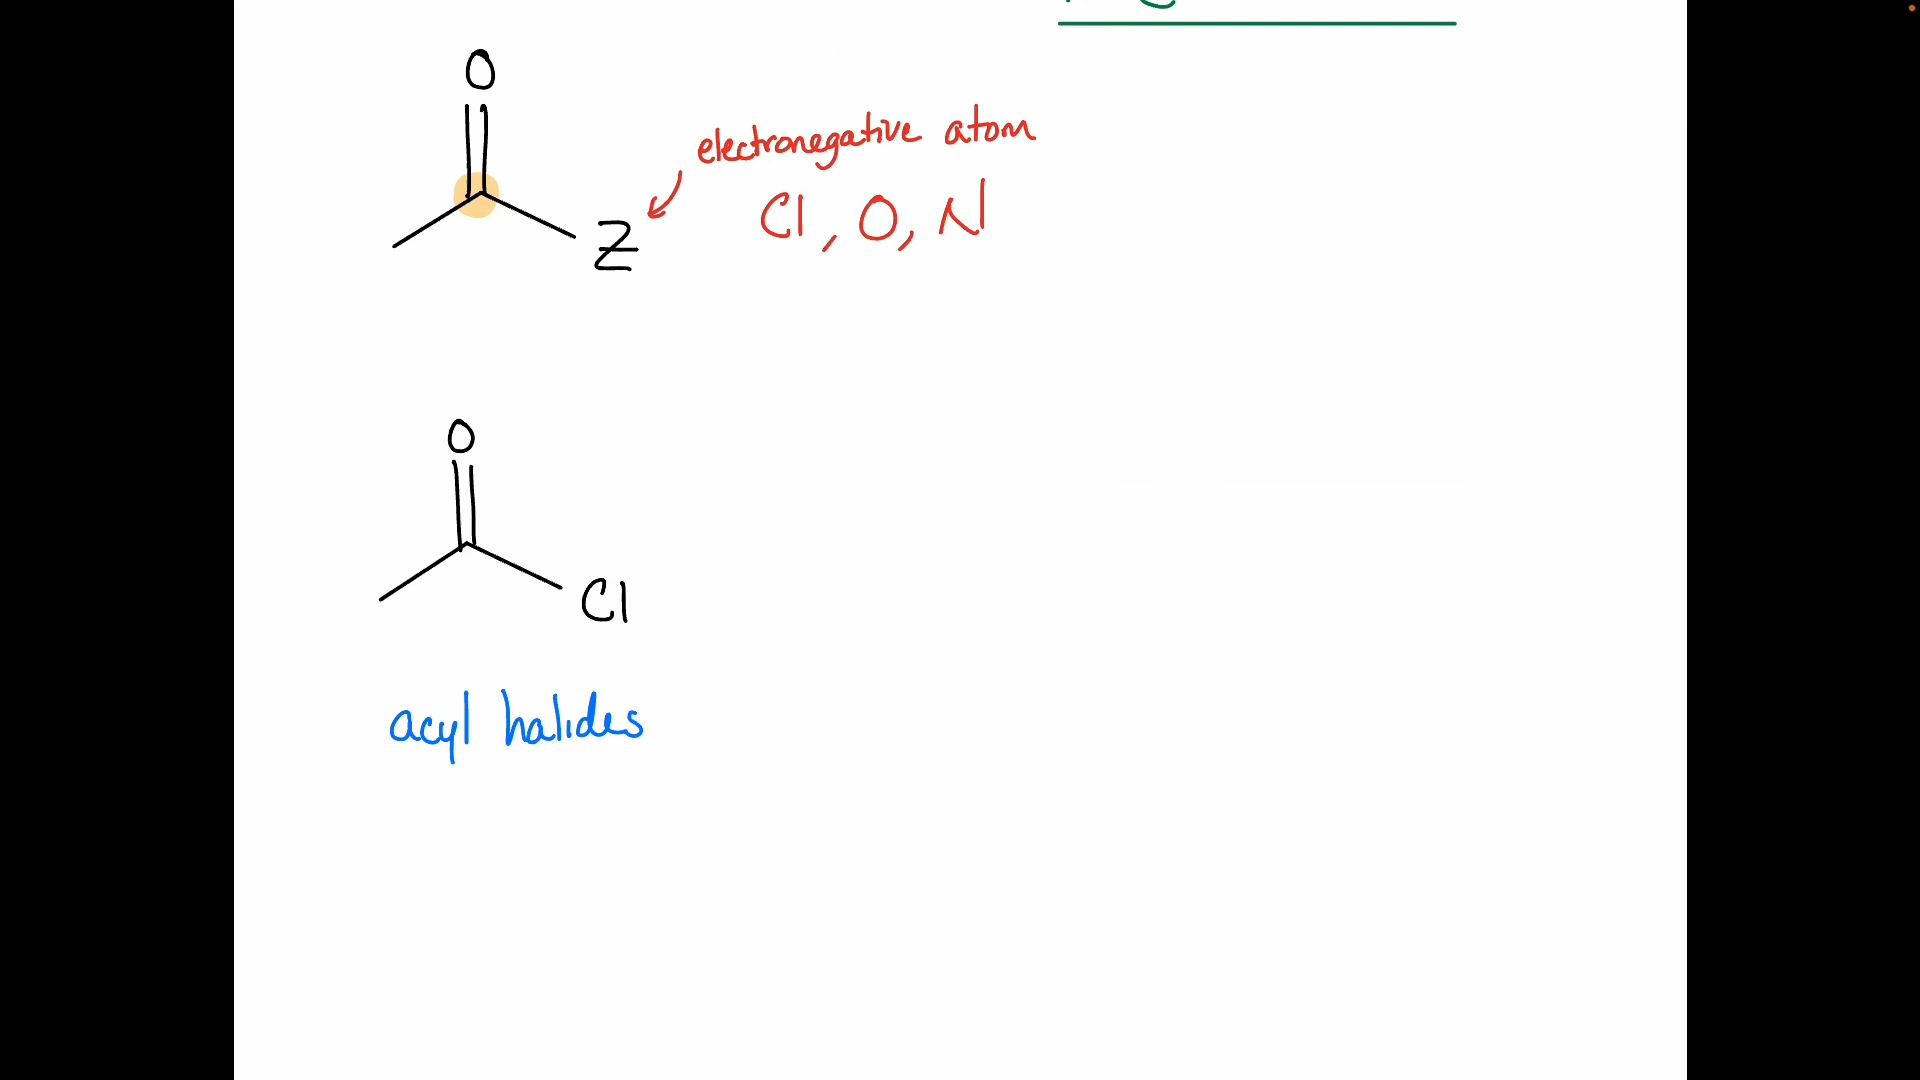 O
electronegative atom
Z
Cl, O, N
O
Cl
acyl halides